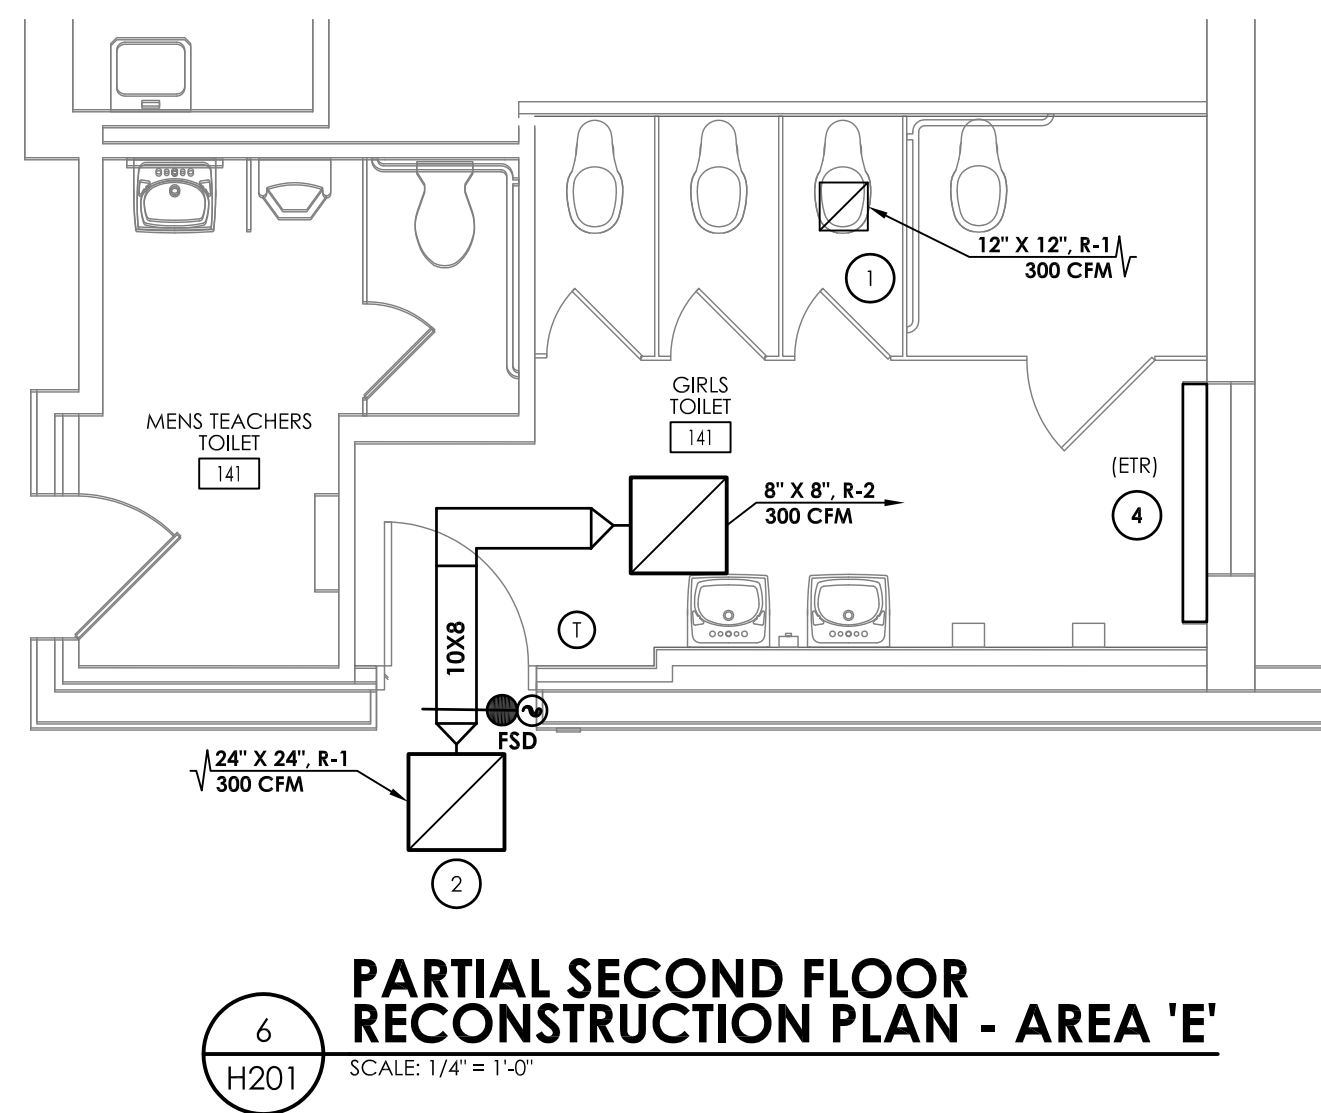 12" X 12", R-1
300 CFM
1
GIRLS
TOILET
141
MENS TEACHERS
TOILET
141
(ETR)
4
8" X 8", R-2
300 CFM
T
10X8
FSD
24" X 24", R-1
300 CFM
2
PARTIAL SECOND FLOOR
RECONSTRUCTION PLAN - AREA 'E'
6
H201
SCALE: 1/4" = 1'-0"